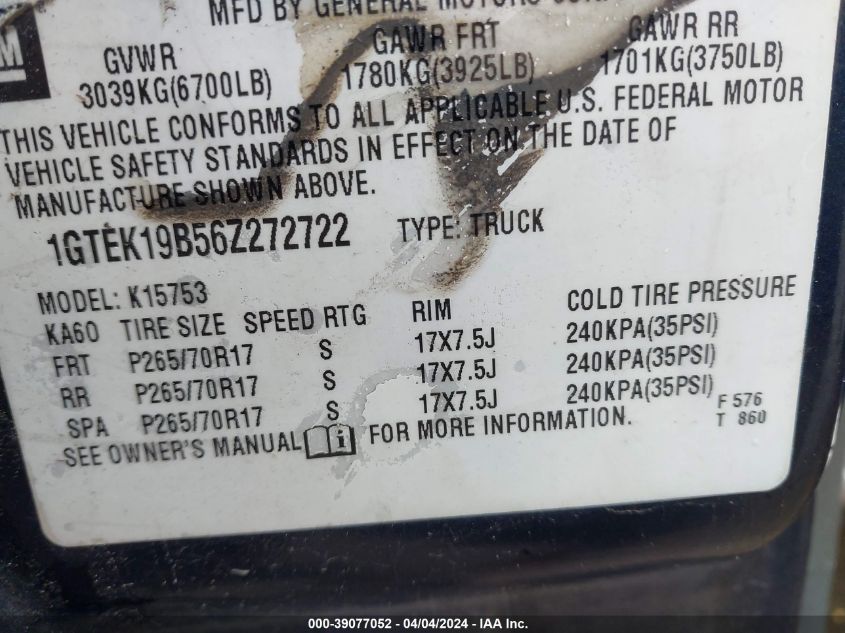 GM
MFD BY GENERAL MOTORS CORP
GVWR GAWR FRT GAWR RR
3039KG(6700LB) 1780KG(3925LB) 1701KG(3750LB)
THIS VEHICLE CONFORMS TO ALL APPLICABLE U.S. FEDERAL MOTOR
VEHICLE SAFETY STANDARDS IN EFFECT ON THE DATE OF
MANUFACTURE SHOWN ABOVE.
1GTEK19B56Z272722 TYPE: TRUCK
MODEL: K15753
KA60 TIRE SIZE SPEED RTG RIM COLD TIRE PRESSURE
FRT P265/70R17 S 17X7.5J 240KPA(35PSI)
RR P265/70R17 S 17X7.5J 240KPA(35PSI)
SPA P265/70R17 S 17X7.5J 240KPA(35PSI)
SEE OWNER'S MANUAL i FOR MORE INFORMATION.
F 576
T 860
000-39077052 - 04/04/2024 - IAAI Inc.